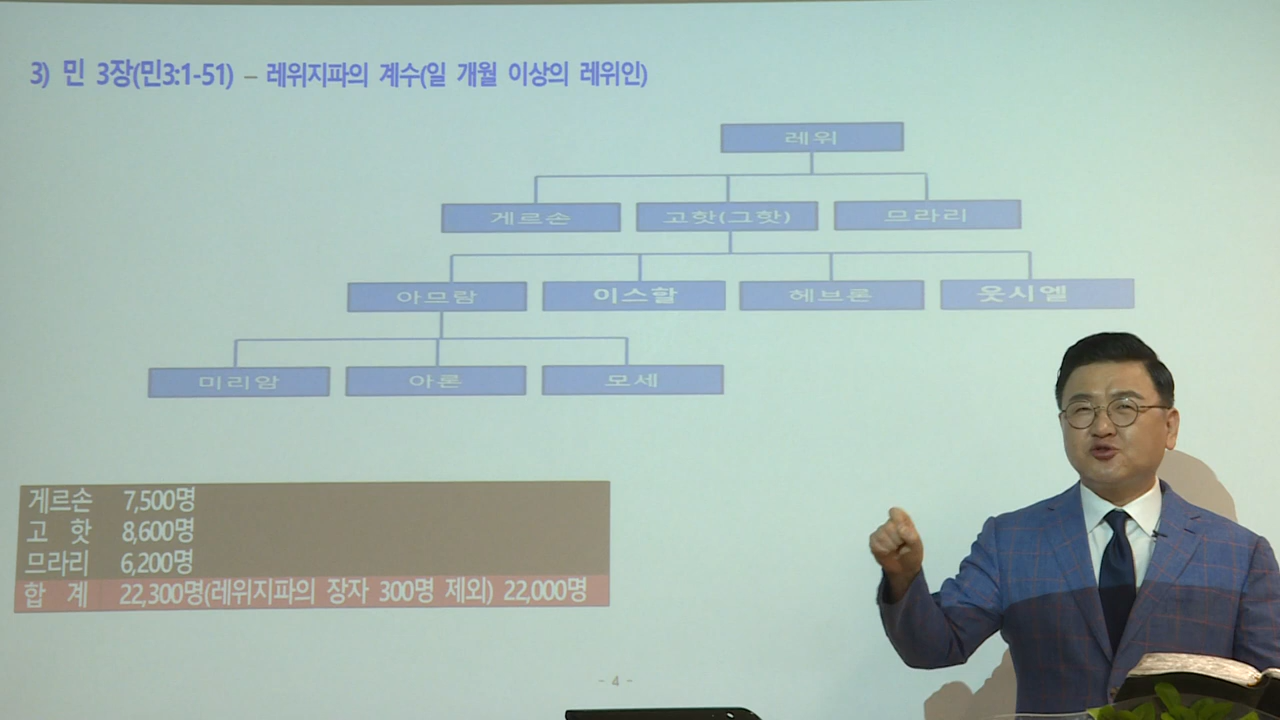 3) 민 3장(민3:1-51) – 레위지파의 계수(일 개월 이상의 레위인)
레위
게르손 고핫(그핫) 므라리
아므람 이스할 헤브론 웃시엘
미리암 아론 모세
게르손 7,500명
고 핫 8,600명
므라리 6,200명
합 계 22,300명(레위지파의 장자 300명 제외) 22,000명
- 4 -